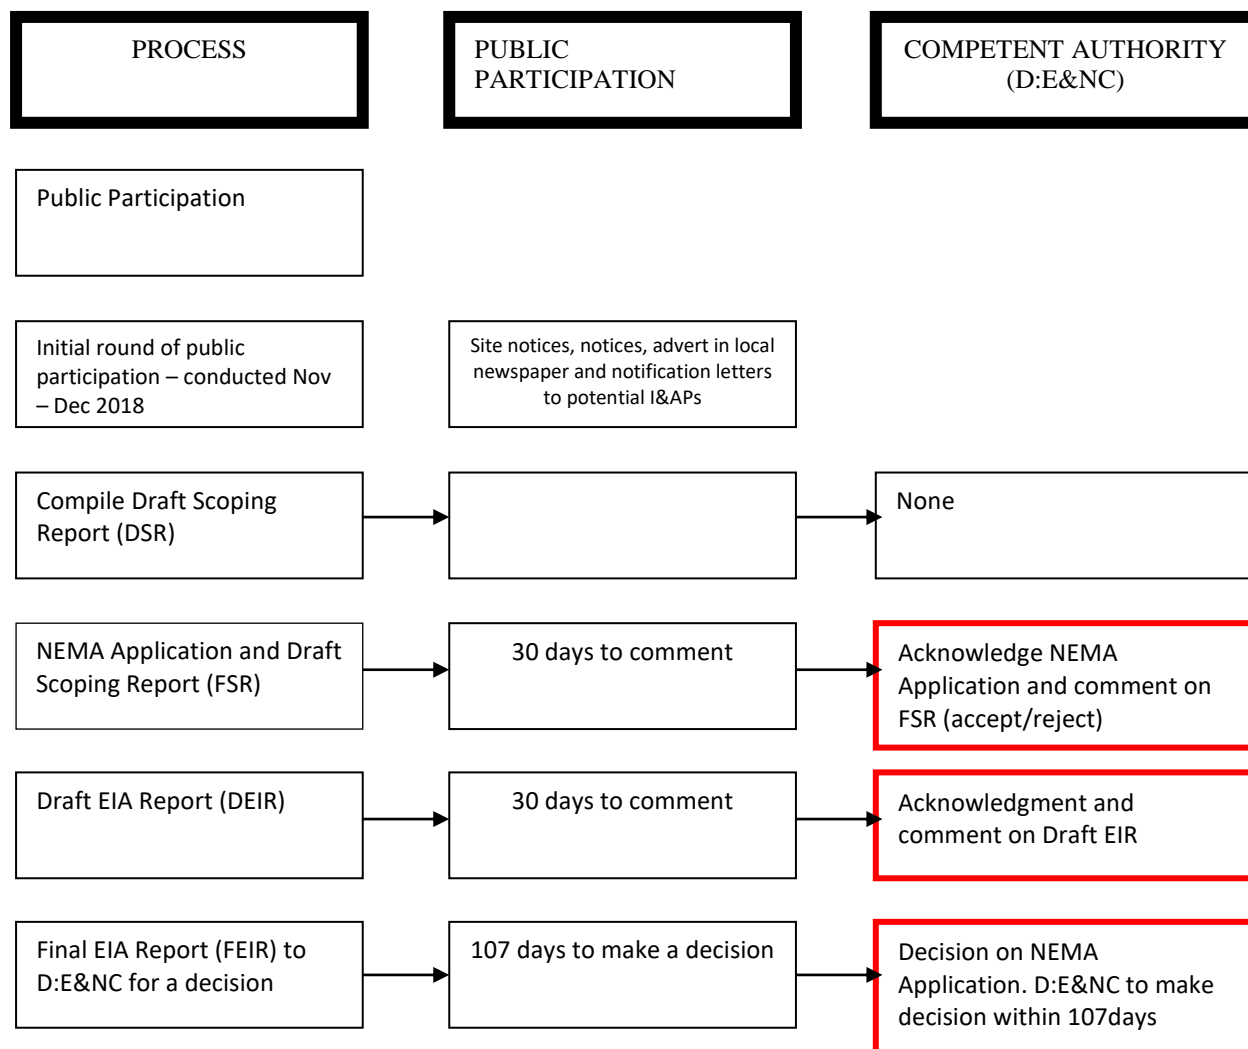 PROCESS
PUBLIC
PARTICIPATION
COMPETENT AUTHORITY
(D:E&NC)
Public Participation
Initial round of public
participation – conducted Nov
– Dec 2018
Site notices, notices, advert in local
newspaper and notification letters
to potential I&APs
Compile Draft Scoping
Report (DSR)
None
NEMA Application and Draft
Scoping Report (FSR)
30 days to comment
Acknowledge NEMA
Application and comment on
FSR (accept/reject)
Draft EIA Report (DEIR)
30 days to comment
Acknowledgment and
comment on Draft EIR
Final EIA Report (FEIR) to
D:E&NC for a decision
107 days to make a decision
Decision on NEMA
Application. D:E&NC to make
decision within 107days